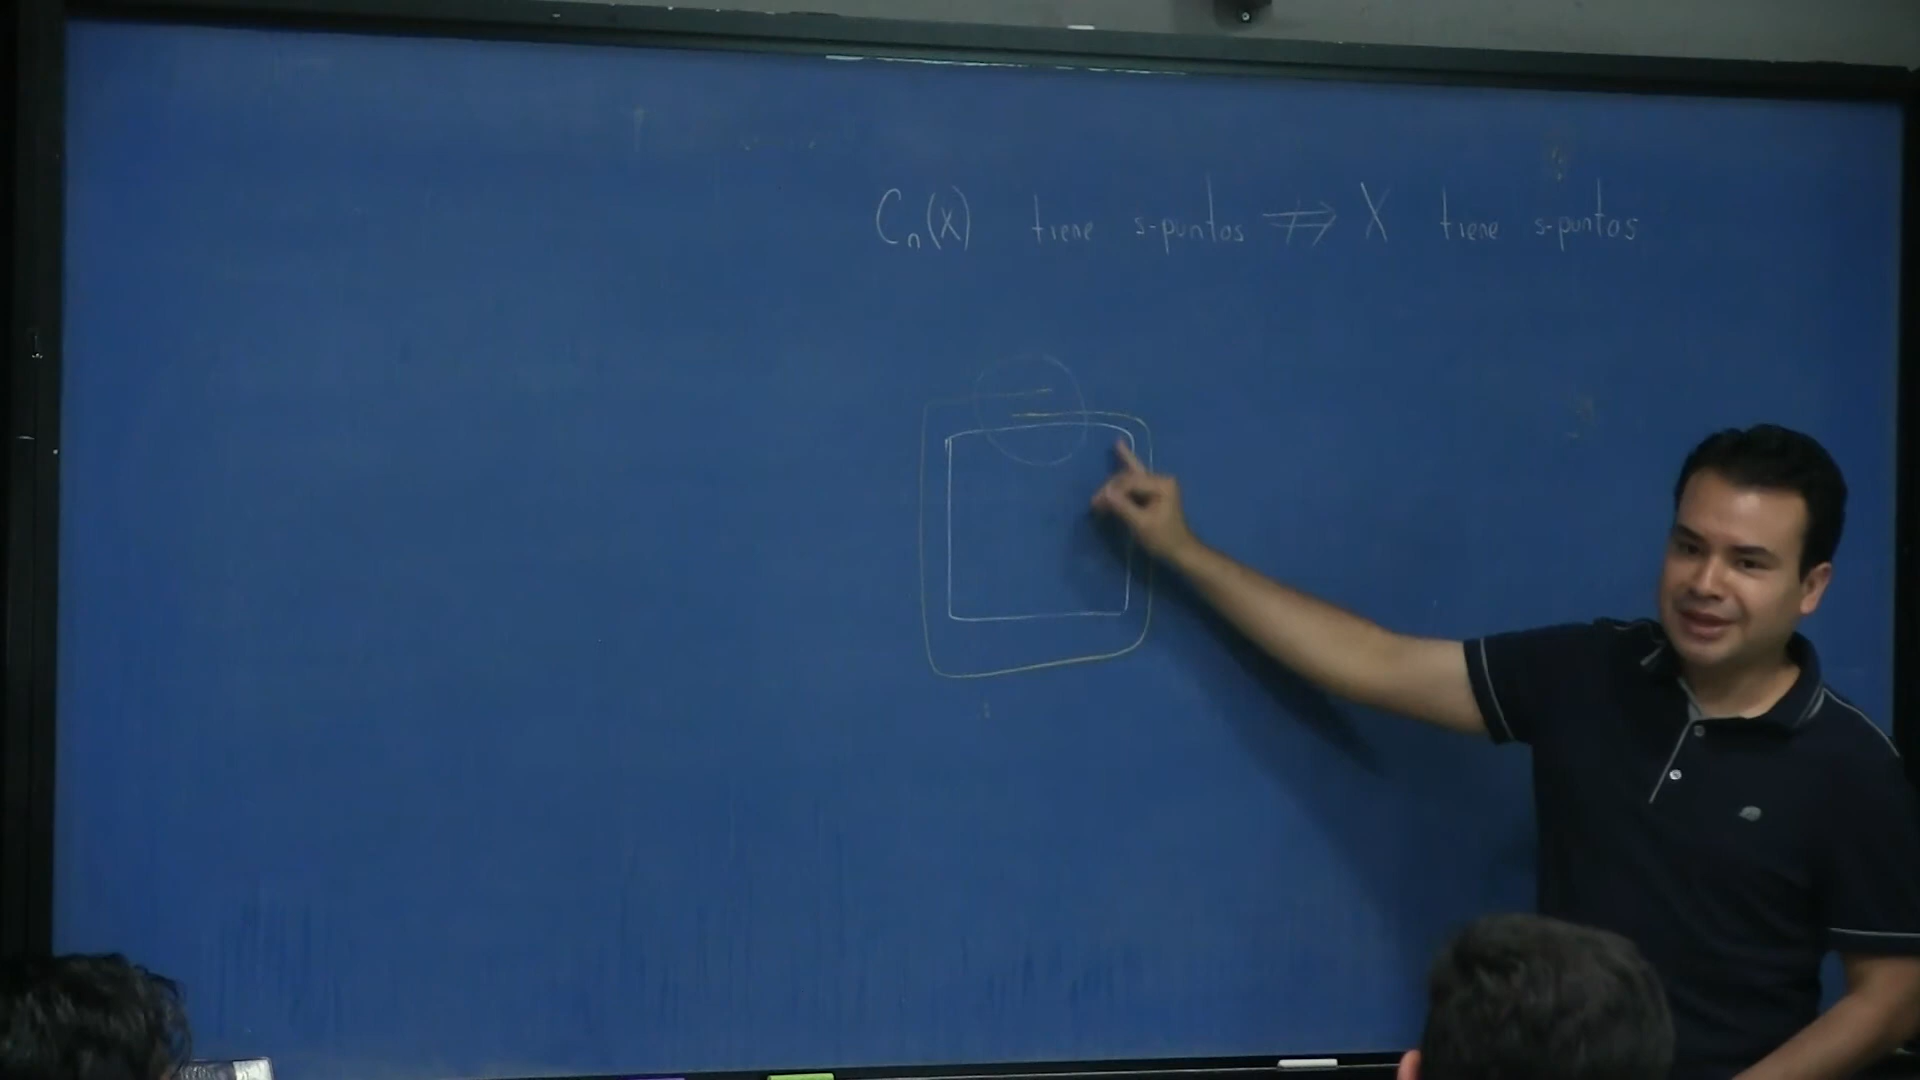 Cₙ(X) tiene s-puntos ⇏ X tiene s-puntos